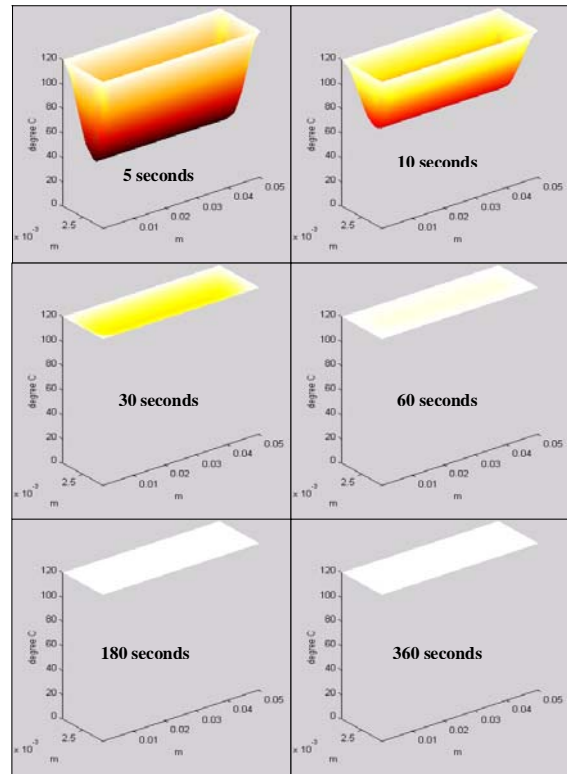 120
100
80
60
40
20
0
degree C
x 10⁻³
2.5
m
0.01
0.02
0.03
0.04
0.05
m
5 seconds
120
100
80
60
40
20
0
degree C
x 10⁻³
2.5
m
0.01
0.02
0.03
0.04
0.05
m
10 seconds
120
100
80
60
40
20
0
degree C
x 10⁻³
2.5
m
0.01
0.02
0.03
0.04
0.05
m
30 seconds
120
100
80
60
40
20
0
degree C
x 10⁻³
2.5
m
0.01
0.02
0.03
0.04
0.05
m
60 seconds
120
100
80
60
40
20
0
degree C
x 10⁻³
2.5
m
0.01
0.02
0.03
0.04
0.05
m
180 seconds
120
100
80
60
40
20
0
degree C
x 10⁻³
2.5
m
0.01
0.02
0.03
0.04
0.05
m
360 seconds